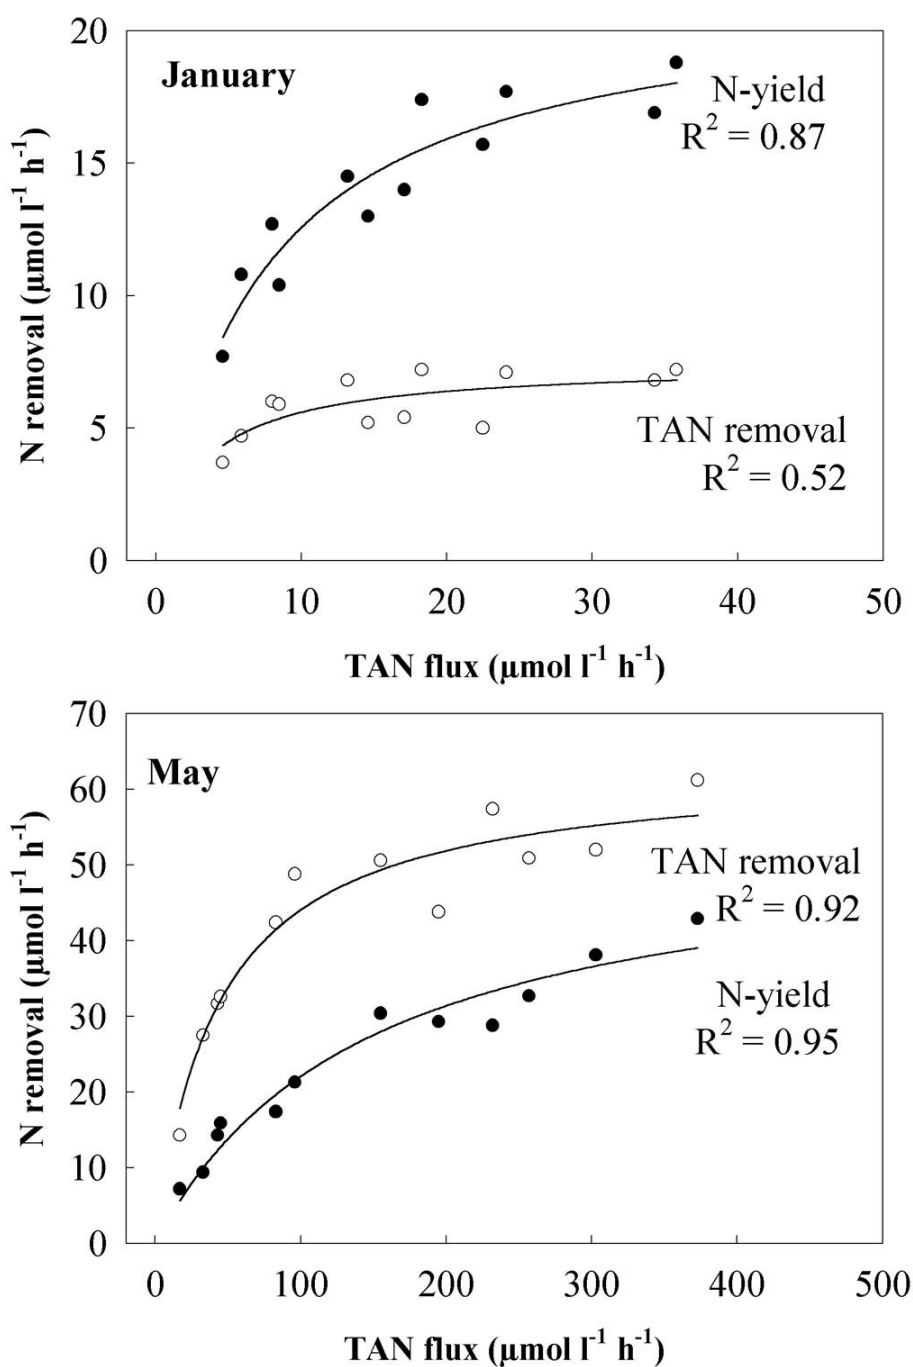 January
N-yield
R² = 0.87
TAN removal
R² = 0.52
20
15
10
5
0
N removal (µmol l⁻¹ h⁻¹)
0 10 20 30 40 50
TAN flux (µmol l⁻¹ h⁻¹)
May
TAN removal
R² = 0.92
N-yield
R² = 0.95
70
60
50
40
30
20
10
0
N removal (µmol l⁻¹ h⁻¹)
0 100 200 300 400 500
TAN flux (µmol l⁻¹ h⁻¹)